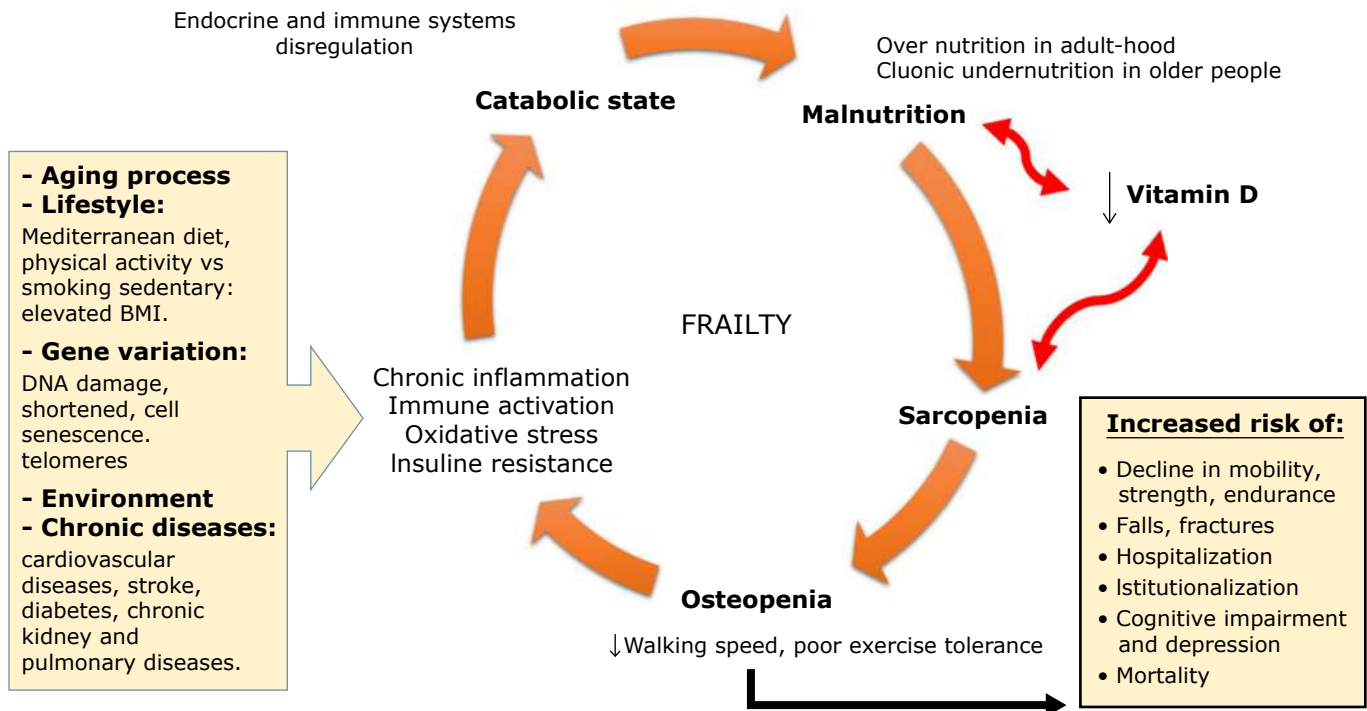 Endocrine and immune systems
disregulation
Over nutrition in adult-hood
Cluonic undernutrition in older people
Catabolic state
Malnutrition
- Aging process
- Lifestyle:
Mediterranean diet,
physical activity vs
smoking sedentary:
elevated BMI.
- Gene variation:
DNA damage,
shortened, cell
senescence.
telomeres
- Environment
- Chronic diseases:
cardiovascular
diseases, stroke,
diabetes, chronic
kidney and
pulmonary diseases.
↓ Vitamin D
FRAILTY
Chronic inflammation
Immune activation
Oxidative stress
Insuline resistance
Sarcopenia
Osteopenia
↓Walking speed, poor exercise tolerance
Increased risk of:
• Decline in mobility,
strength, endurance
• Falls, fractures
• Hospitalization
• Istitutionalization
• Cognitive impairment
and depression
• Mortality